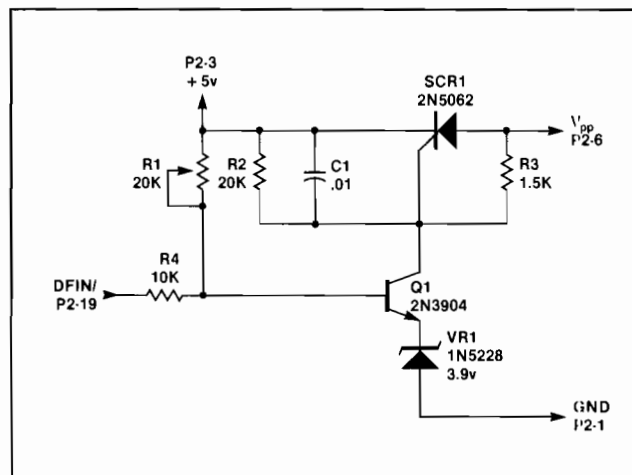 P2-3
+ 5v
SCR1
2N5062
Vpp
P2-6
R1
20K
R2
20K
C1
.01
R3
1.5K
R4
10K
DFIN/
P2-19
Q1
2N3904
VR1
1N5228
3.9v
GND
P2-1